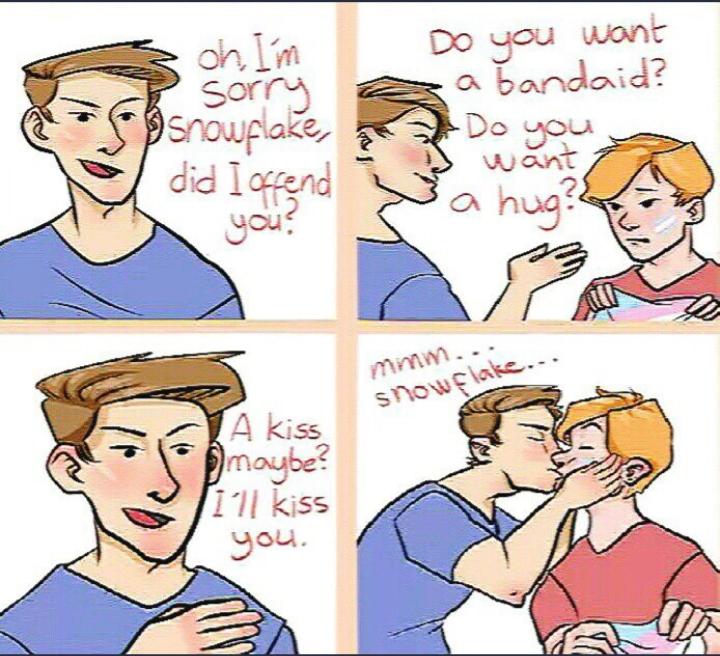 oh, I'm
sorry
snowflake,
did I offend
you?
Do you want
a bandaid?
Do you
want
a hug?
A kiss
maybe?
I'll kiss
you.
mmm...
snowflake...